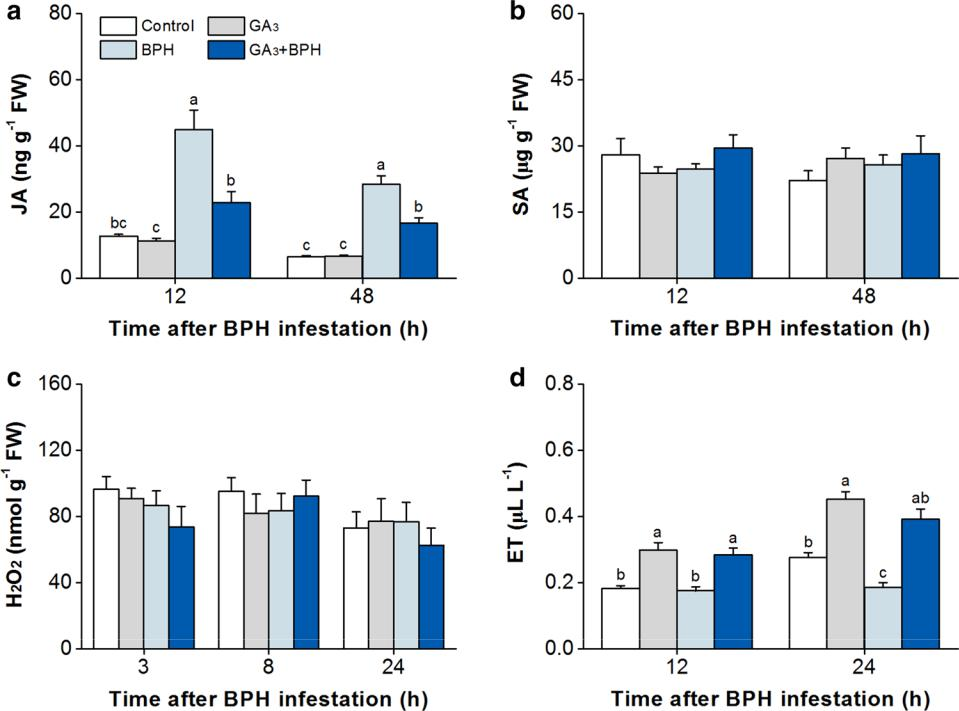 a
80
60
40
20
0
JA (ng g-1 FW)
Control
GA3
BPH
GA3+BPH
bc
c
a
b
c
c
a
b
12
48
Time after BPH infestation (h)
b
60
45
30
15
0
SA (μg g-1 FW)
12
48
Time after BPH infestation (h)
c
160
120
80
40
0
H2O2 (nmol g-1 FW)
3
8
24
Time after BPH infestation (h)
d
0.8
0.6
0.4
0.2
0.0
ET (μL L-1)
b
a
b
a
b
a
c
ab
12
24
Time after BPH infestation (h)